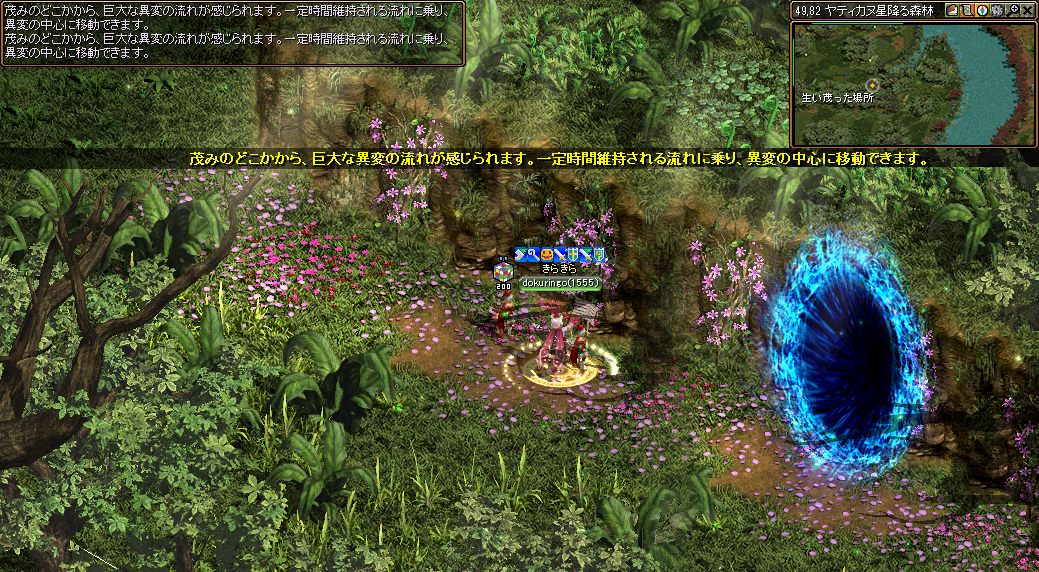 茂みのどこかから、巨大な異変の流れが感じられます。一定時間維持される流れに乗り、
異変の中心に移動できます。
茂みのどこかから、巨大な異変の流れが感じられます。一定時間維持される流れに乗り、
異変の中心に移動できます。
49,82 ヤティカヌ星降る森林
生い茂った場所
茂みのどこかから、巨大な異変の流れが感じられます。一定時間維持される流れに乗り、異変の中心に移動できます。
きらきら
200
dokuringo(1555)